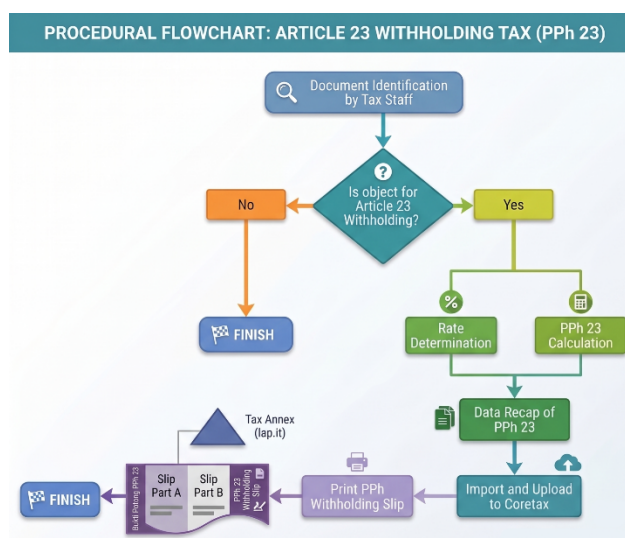 PROCEDURAL FLOWCHART: ARTICLE 23 WITHHOLDING TAX (PPh 23)
Document Identification
by Tax Staff
?
Is object for
Article 23
Withholding?
No
Yes
FINISH
%
Rate
Determination
PPh 23
Calculation
Data Recap of
PPh 23
Tax Annex
(lap.it)
FINISH
Bukti Potong PPh 23
Slip
Part A
Slip
Part B
PPh 23
Withholding
Slip
Print PPh
Withholding Slip
Import and Upload
to Coretax